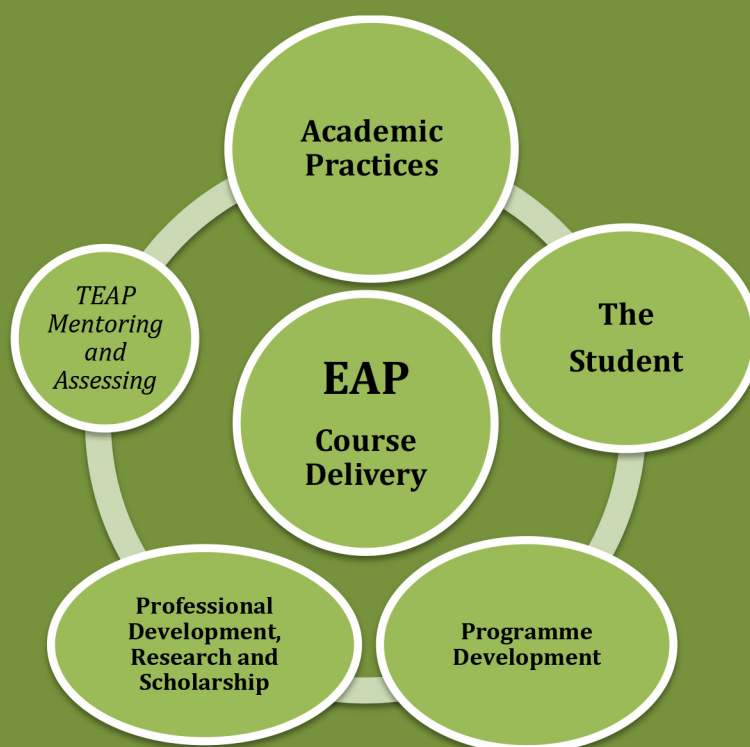 Academic
Practices
The
Student
TEAP
Mentoring
and
Assessing
EAP
Course
Delivery
Professional
Development,
Research and
Scholarship
Programme
Development